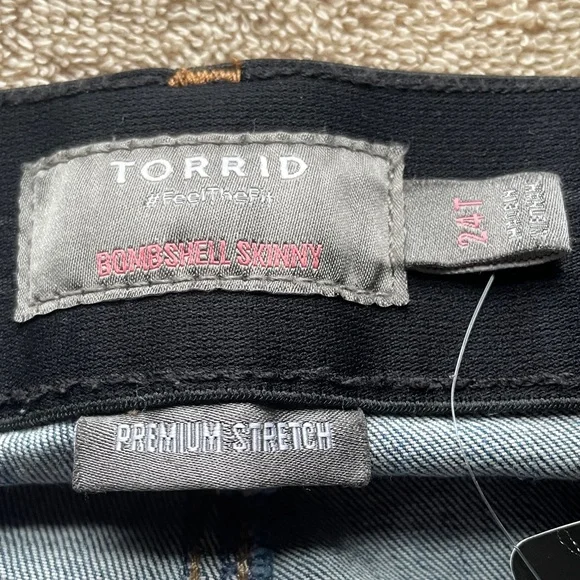 TORRID
#FeelTheFit
BOMBSHELL SKINNY
24T
PREMIUM STRETCH